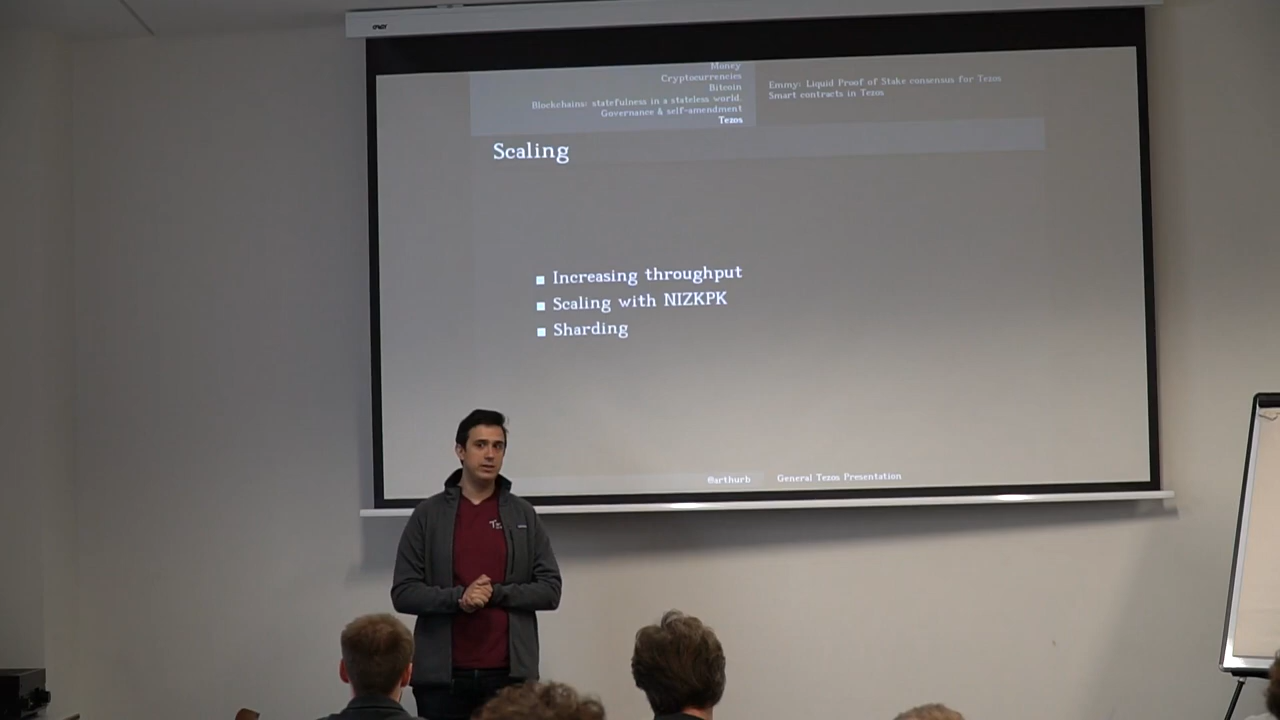 Money
Cryptocurrencies
Bitcoin
Blockchains: statefulness in a stateless world.
Governance & self-amendment
Tezos
Emmy: Liquid Proof of Stake consensus for Tezos
Smart contracts in Tezos
Scaling
Increasing throughput
Scaling with NIZKPK
Sharding
@arthurb
General Tezos Presentation